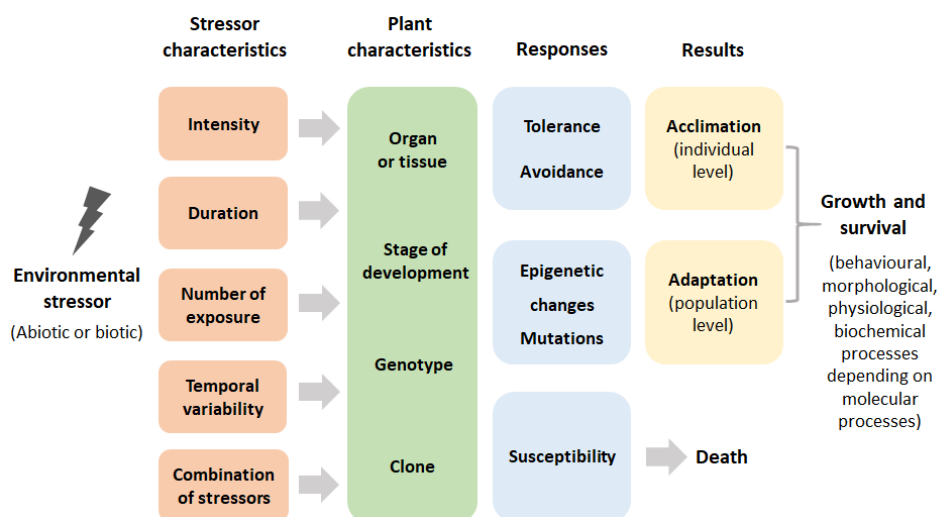 Stressor
characteristics
Plant
characteristics
Responses
Results
Environmental
stressor
(Abiotic or biotic)
Intensity
Duration
Number of
exposure
Temporal
variability
Combination
of stressors
Organ
or tissue
Stage of
development
Genotype
Clone
Tolerance
Avoidance
Epigenetic
changes
Mutations
Susceptibility
Acclimation
(individual
level)
Adaptation
(population
level)
Death
Growth and
survival
(behavioural,
morphological,
physiological,
biochemical
processes
depending on
molecular
processes)